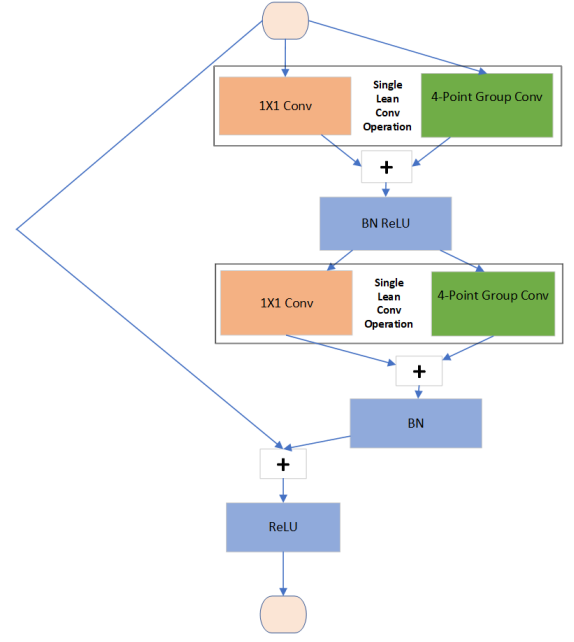 1X1 Conv
Single
Lean
Conv
Operation
4-Point Group Conv
+
BN ReLU
1X1 Conv
Single
Lean
Conv
Operation
4-Point Group Conv
+
BN
+
ReLU